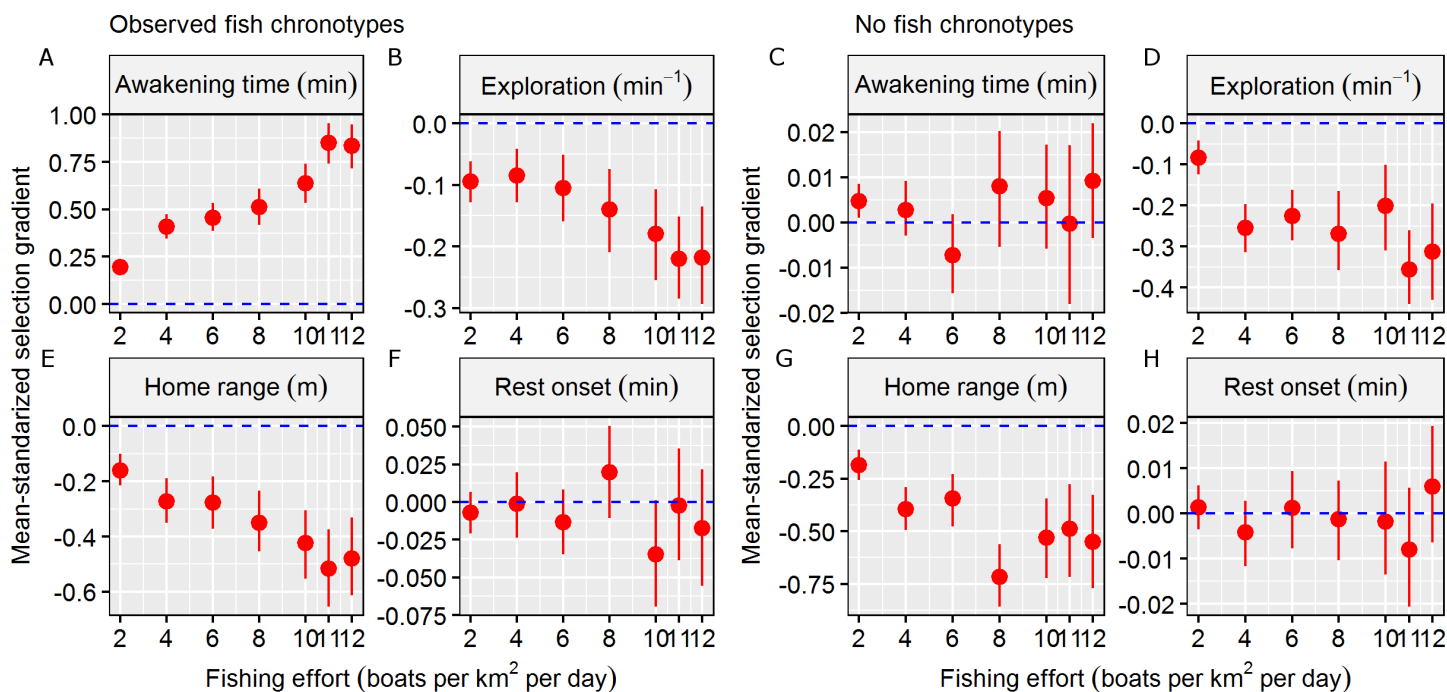 Observed fish chronotypes
No fish chronotypes
A
Awakening time (min)
B
Exploration (min⁻¹)
C
Awakening time (min)
D
Exploration (min⁻¹)
1.00
0.75
0.50
0.25
0.00
2 4 6 8 10 11 12
0.0
-0.1
-0.2
-0.3
2 4 6 8 10 11 12
0.02
0.01
0.00
-0.01
-0.02
2 4 6 8 10 11 12
0.0
-0.1
-0.2
-0.3
-0.4
2 4 6 8 10 11 12
E
Home range (m)
F
Rest onset (min)
G
Home range (m)
H
Rest onset (min)
0.0
-0.2
-0.4
-0.6
2 4 6 8 10 11 12
0.050
0.025
0.000
-0.025
-0.050
-0.075
2 4 6 8 10 11 12
0.00
-0.25
-0.50
-0.75
2 4 6 8 10 11 12
0.02
0.01
0.00
-0.01
-0.02
2 4 6 8 10 11 12
Mean-standarized selection gradient
Mean-standarized selection gradient
Fishing effort (boats per km² per day)
Fishing effort (boats per km² per day)